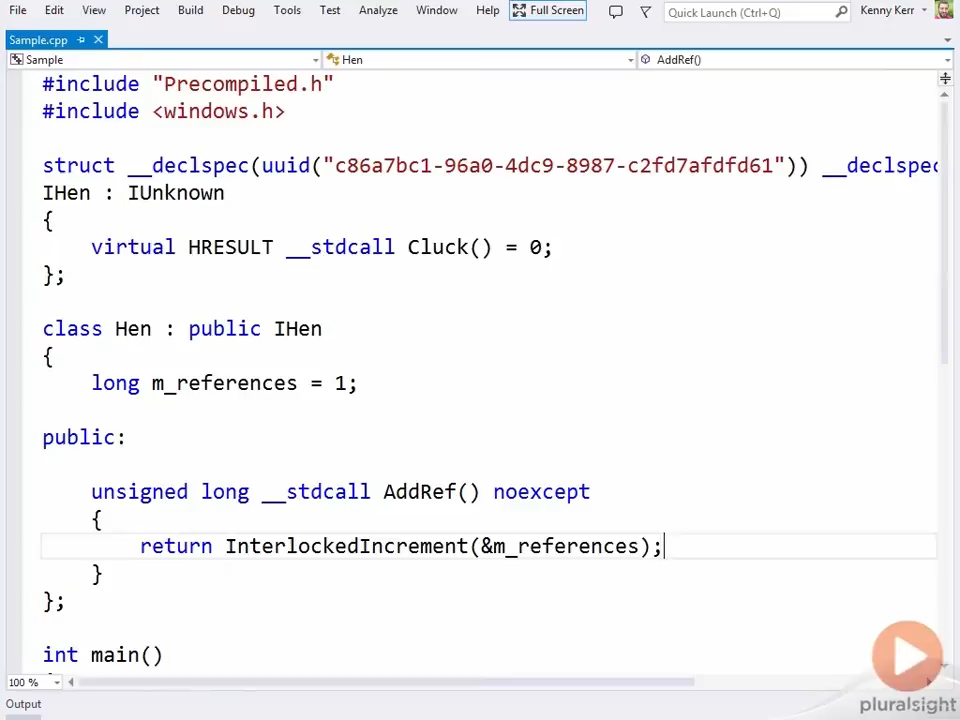 File Edit View Project Build Debug Tools Test Analyze Window Help Full Screen Quick Launch (Ctrl+Q) Kenny Kerr
Sample.cpp
Sample Hen AddRef()
#include "Precompiled.h"
#include <windows.h>
struct __declspec(uuid("c86a7bc1-96a0-4dc9-8987-c2fd7afdfd61")) __declspec
IHen : IUnknown
{
    virtual HRESULT __stdcall Cluck() = 0;
};
class Hen : public IHen
{
    long m_references = 1;
public:
    unsigned long __stdcall AddRef() noexcept
    {
        return InterlockedIncrement(&m_references);
    }
};
int main()
100 %
Output
pluralsight